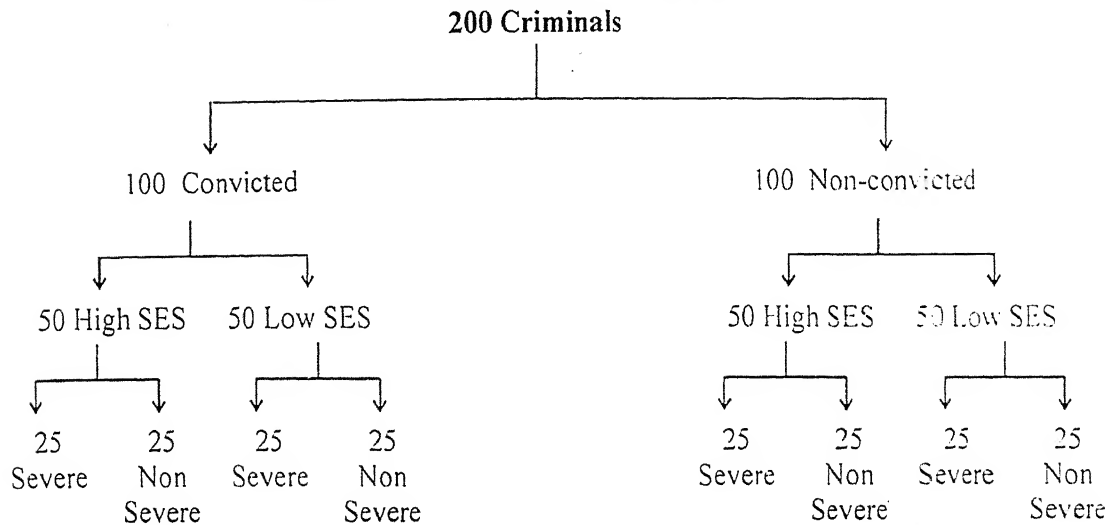 200 Criminals
100 Convicted 100 Non-convicted
50 High SES 50 Low SES 50 High SES 50 Low SES
25 25 25 25 25 25 25 25
Severe Non Severe Non Severe Non Severe Non
Severe Severe Severe Severe